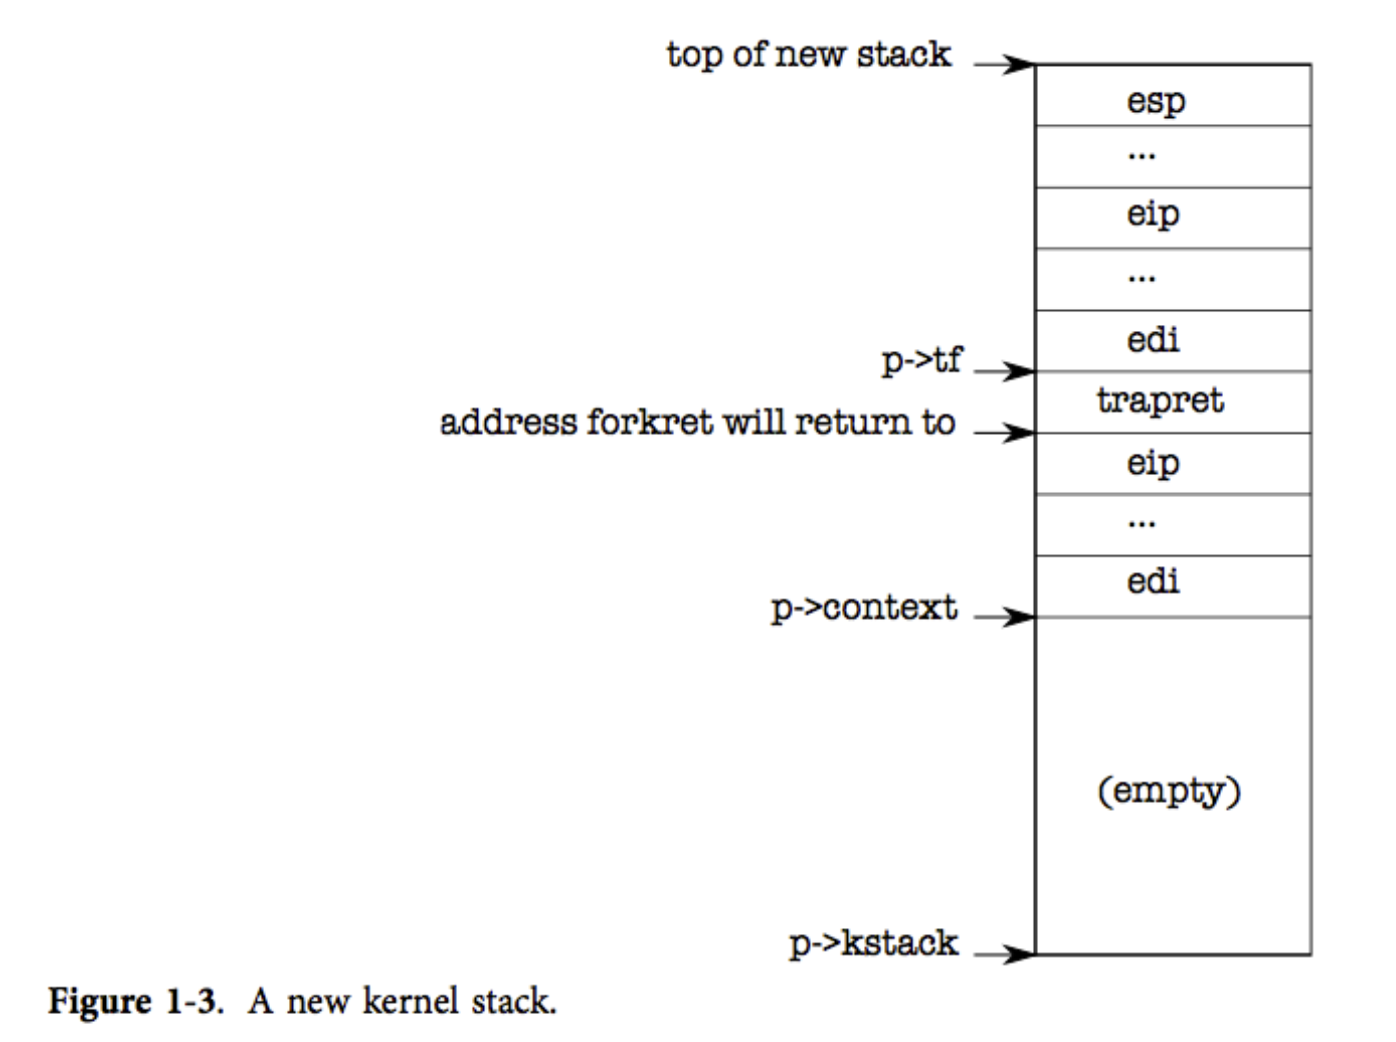 top of new stack
esp
...
eip
...
edi
p->tf
trapret
address forkret will return to
eip
...
edi
p->context
(empty)
p->kstack
Figure 1-3. A new kernel stack.